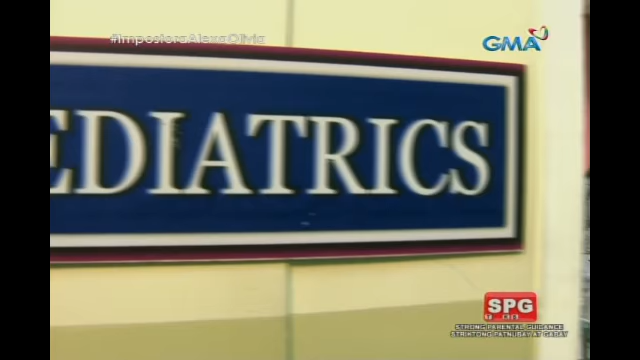 #ImpostoraAlexaOlivia
GMA
EDIATRICS
SPG
STRONG PARENTAL GUIDANCE
STRIKTONG PATNUBAY AT GABAY